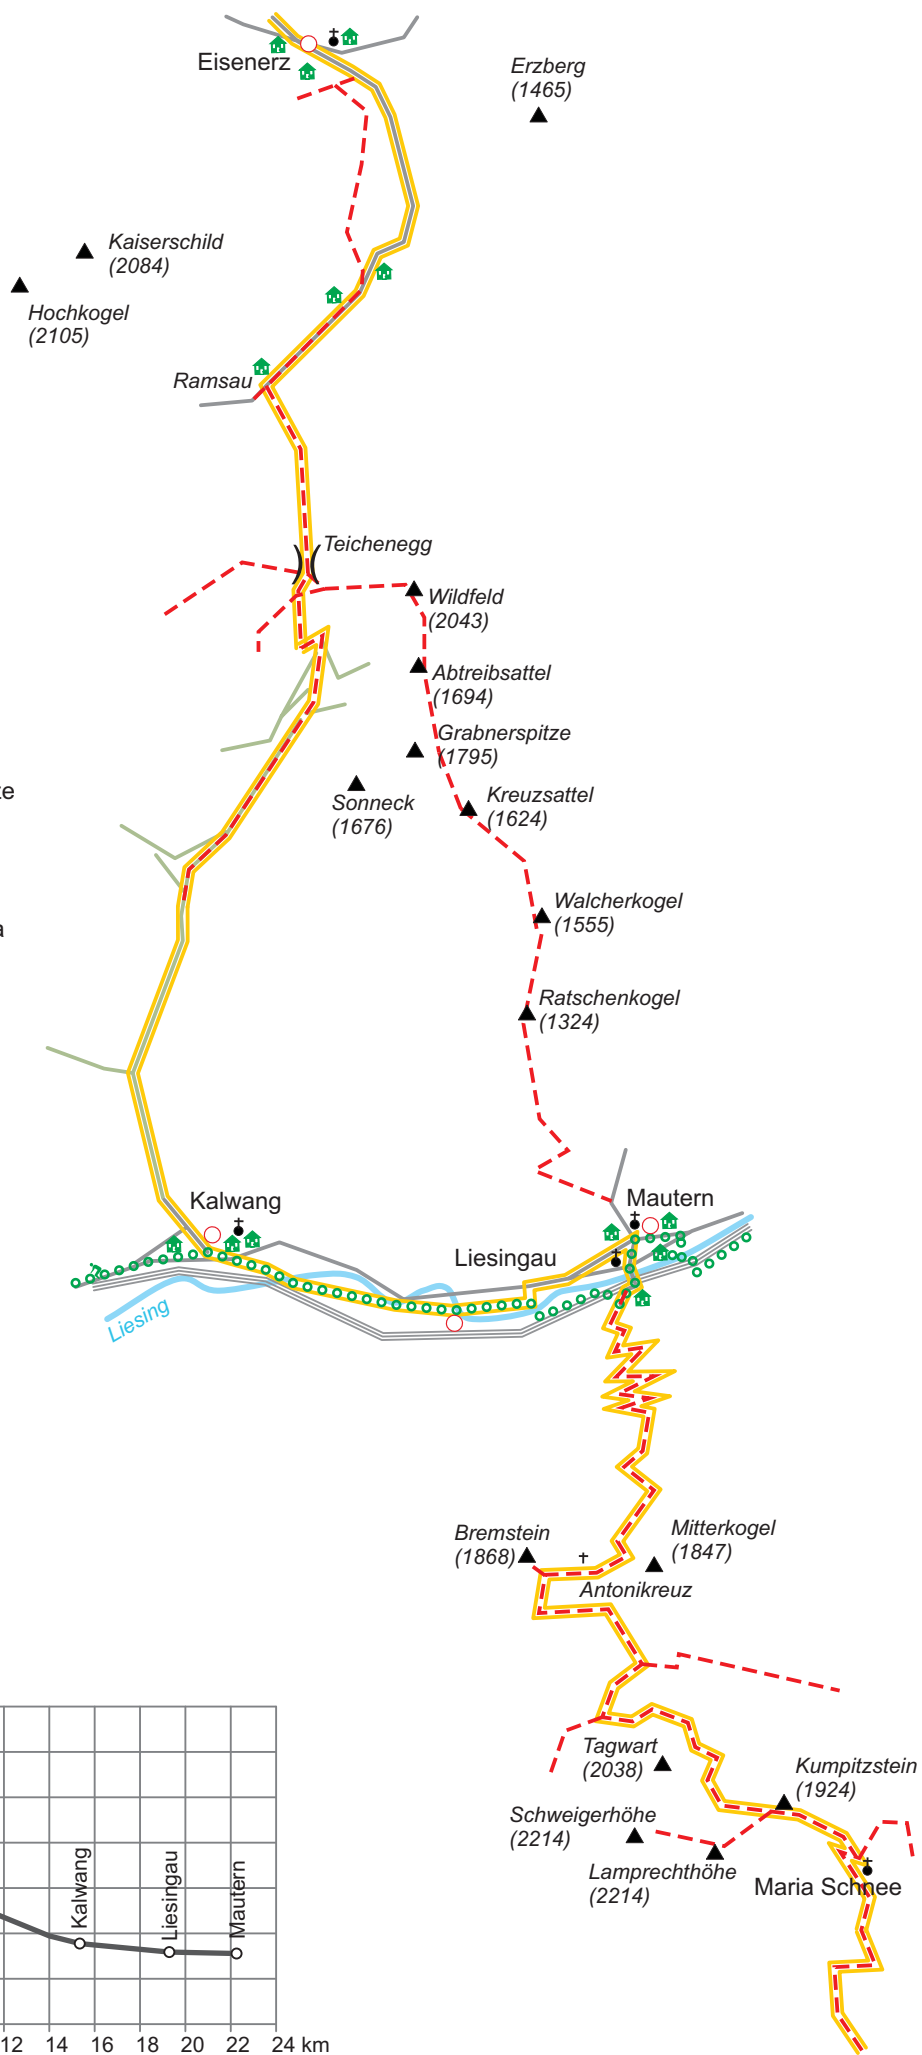 Eisenerz
Erzberg
(1465)
Kaiserschild
(2084)
Hochkogel
(2105)
Ramsau
Teichenegg
Wildfeld
(2043)
Abtreibsattel
(1694)
Grabnerspitze
(1795)
ze
Sonneck
(1676)
Kreuzsattel
(1624)
Walcherkogel
(1555)
a
Ratschenkogel
(1324)
Kalwang
Mautern
Liesingau
Liesing
Bremstein
(1868)
Mitterkogel
(1847)
Antonikreuz
Tagwart
(2038)
Kumpitzstein
(1924)
Schweigerhöhe
(2214)
Lamprechthöhe
(2214)
Maria Schnee
Kalwang
Liesingau
Mautern
12 14 16 18 20 22 24 km